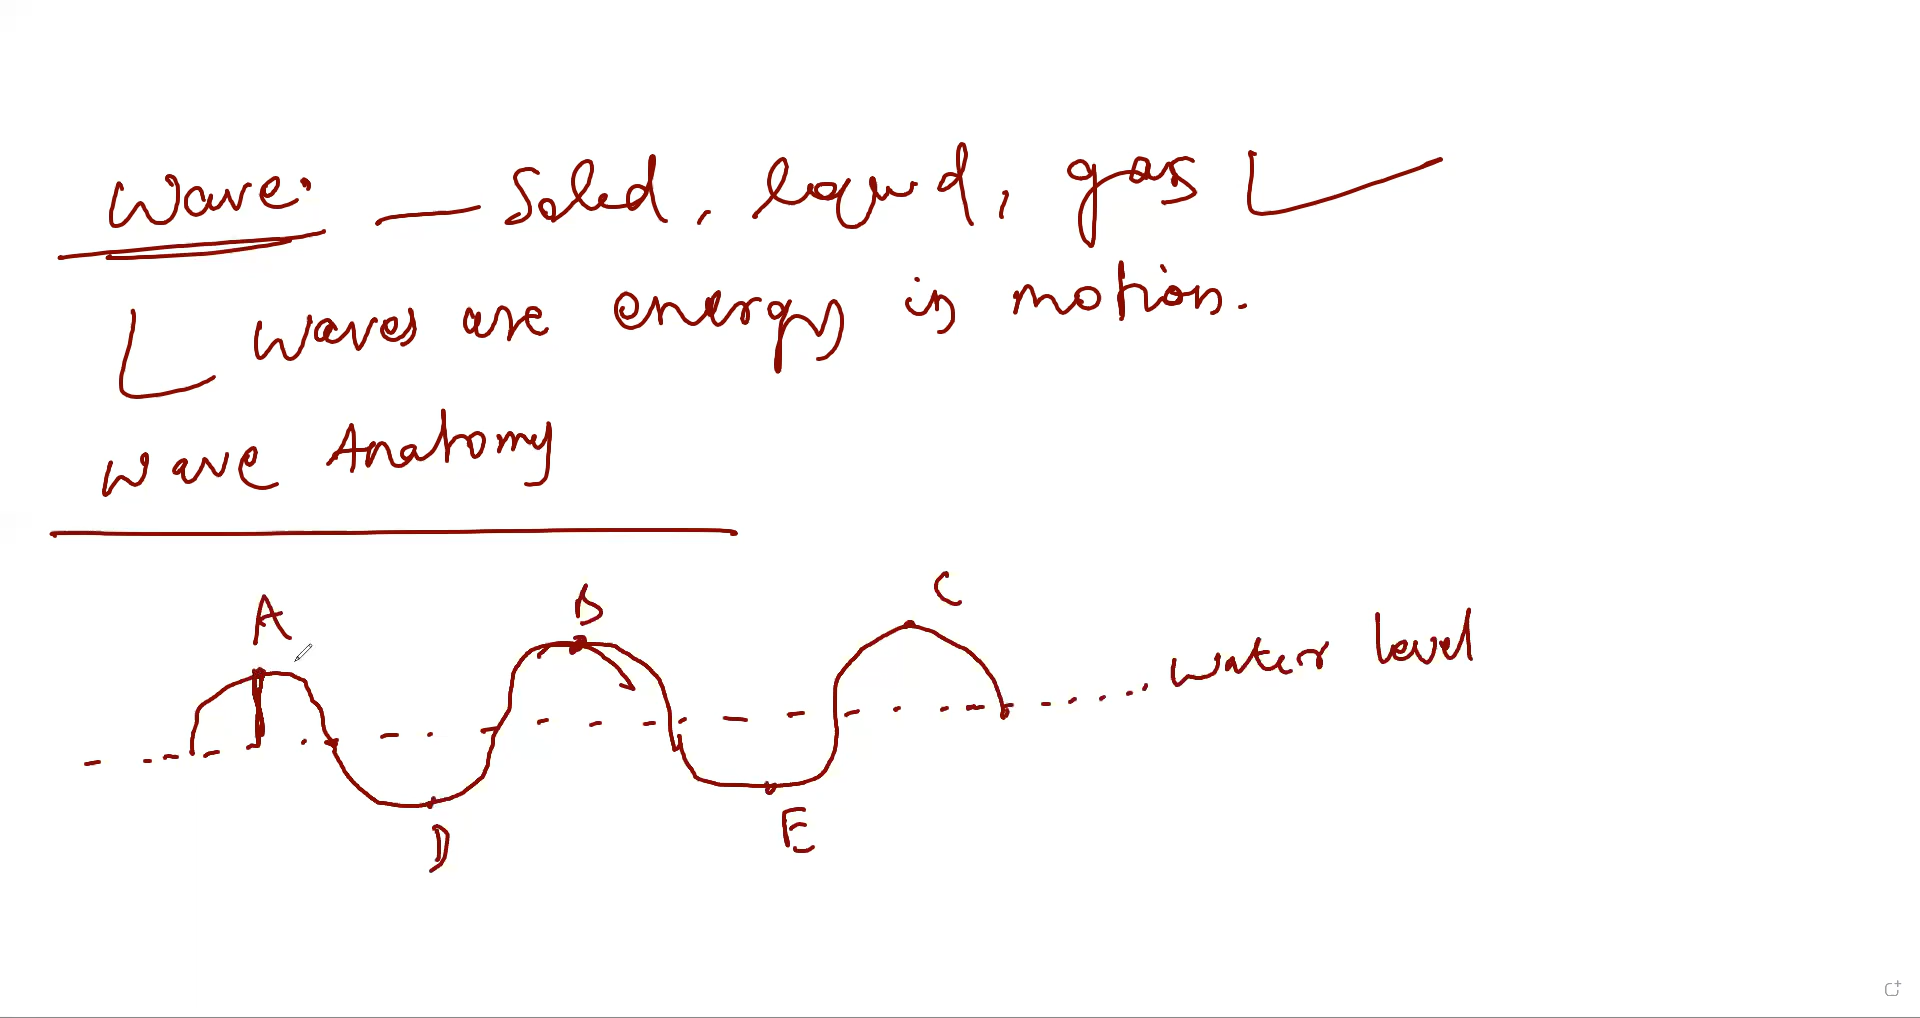 Wave. — Solid, liquid, gas
Waves are energy in motion.
Wave Anatomy
A
B
C
water level
D
E